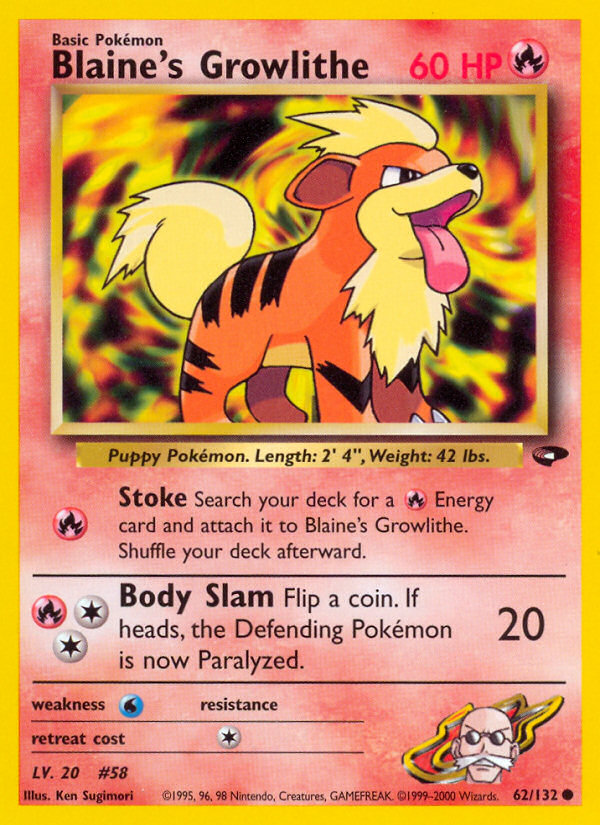 Basic Pokémon
Blaine's Growlithe 60 HP
Puppy Pokémon. Length: 2' 4", Weight: 42 lbs.
Stoke Search your deck for a Energy
card and attach it to Blaine's Growlithe.
Shuffle your deck afterward.
Body Slam Flip a coin. If
heads, the Defending Pokémon
is now Paralyzed.
20
weakness resistance
retreat cost
LV. 20 #58
Illus. Ken Sugimori ©1995, 96, 98 Nintendo, Creatures, GAMEFREAK. ©1999–2000 Wizards. 62/132